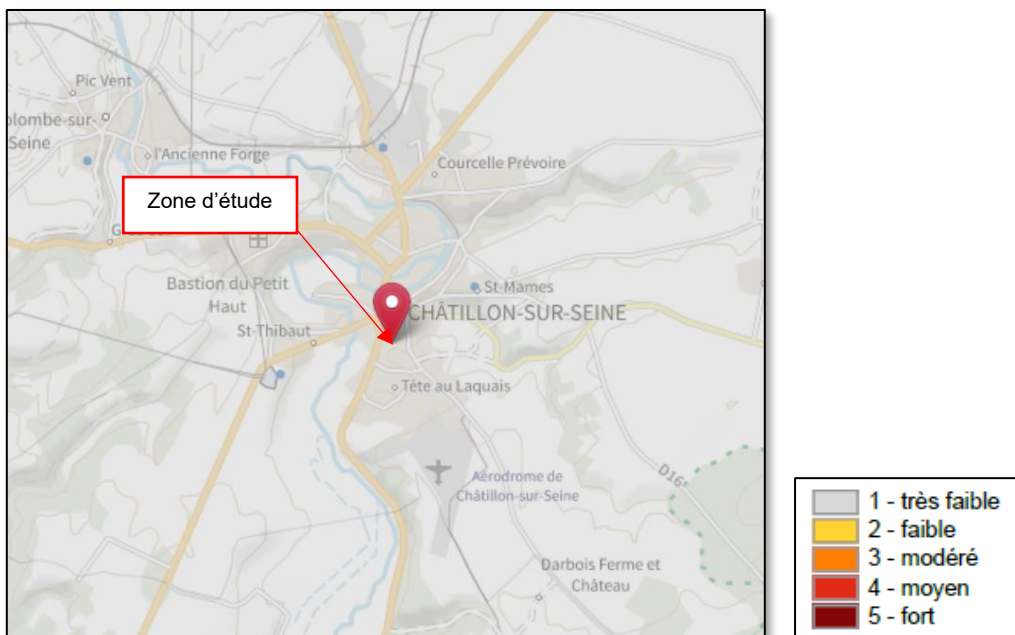 Pic Vent
olombe-sur-
Seine
l'Ancienne Forge
Courcelle Prévoire
Zone d'étude
Bastion du Petit
Haut
St-Mames
CHÂTILLON-SUR-SEINE
St-Thibaut
Tête au Laquais
Aérodrome de
Châtillon-sur-Seine
D16
Darbois Ferme et
Château
1 - très faible
2 - faible
3 - modéré
4 - moyen
5 - fort